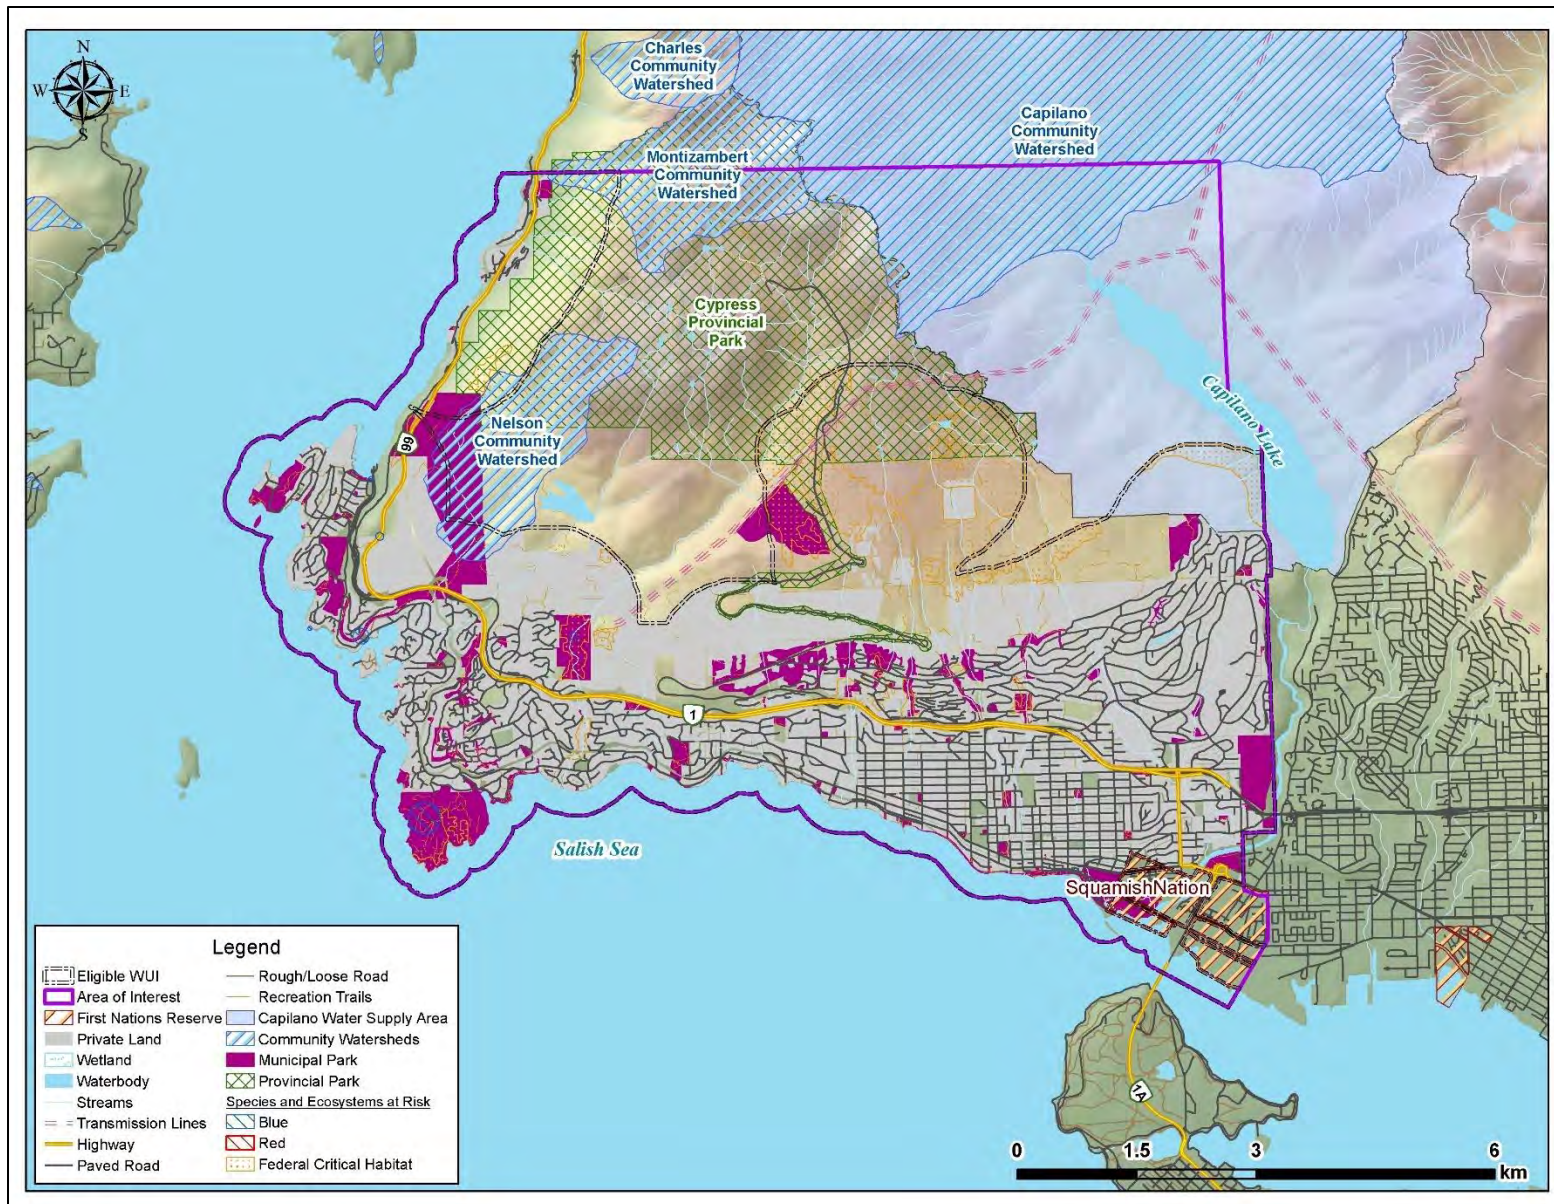 N
W
E
S
Charles
Community
Watershed
Capilano
Community
Watershed
Montizambert
Community
Watershed
Cypress
Provincial
Park
Capilano Lake
Nelson
Community
Watershed
99
1
Salish Sea
SquamishNation
1A
Legend
Eligible WUI
Area of Interest
First Nations Reserve
Private Land
Wetland
Waterbody
Streams
Transmission Lines
Highway
Paved Road
Rough/Loose Road
Recreation Trails
Capilano Water Supply Area
Community Watersheds
Municipal Park
Provincial Park
Species and Ecosystems at Risk
Blue
Red
Federal Critical Habitat
0 1.5 3 6
km